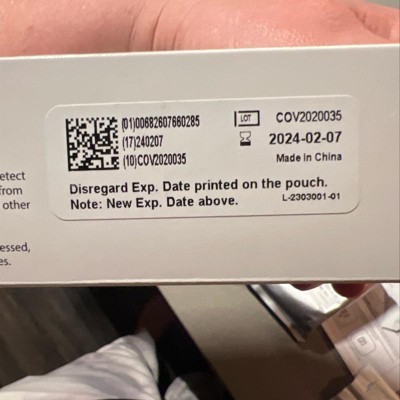 (01)00682607660285
(17)240207
(10)COV2020035
LOT COV2020035
2024-02-07
Made in China
Disregard Exp. Date printed on the pouch.
Note: New Exp. Date above.
L-2303001-01
etect
from
other
essed,
es.